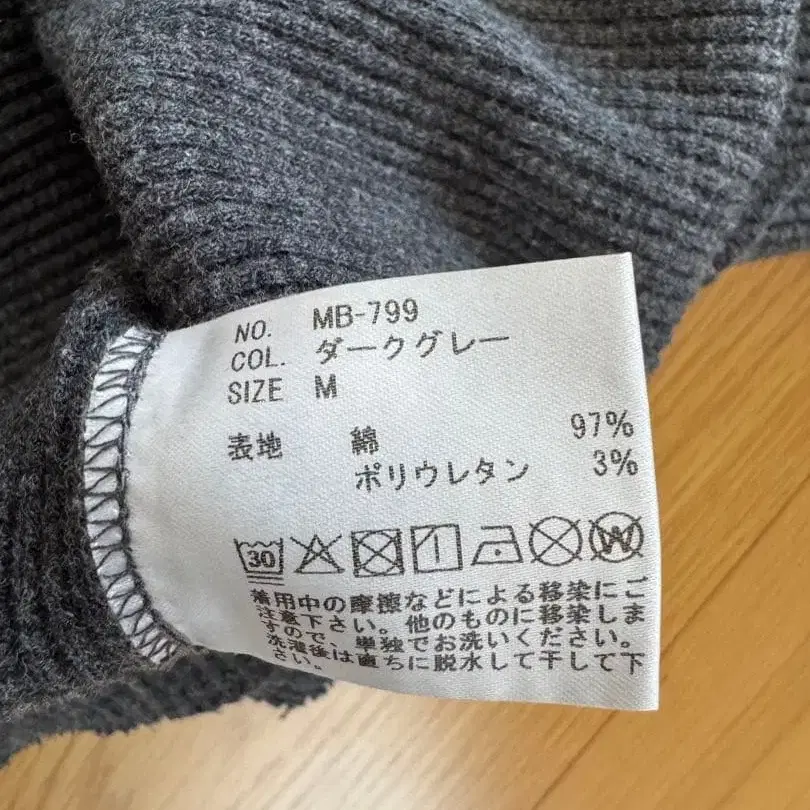 NO. MB-799
COL. ダークグレー
SIZE M
表地 綿 97%
ポリウレタン 3%
30 W
着用中の摩擦などによる移染にご
注意下さい。他のものに移染しま
すので、単独でお洗いください。
洗濯後は直ちに脱水して干して下
さい。